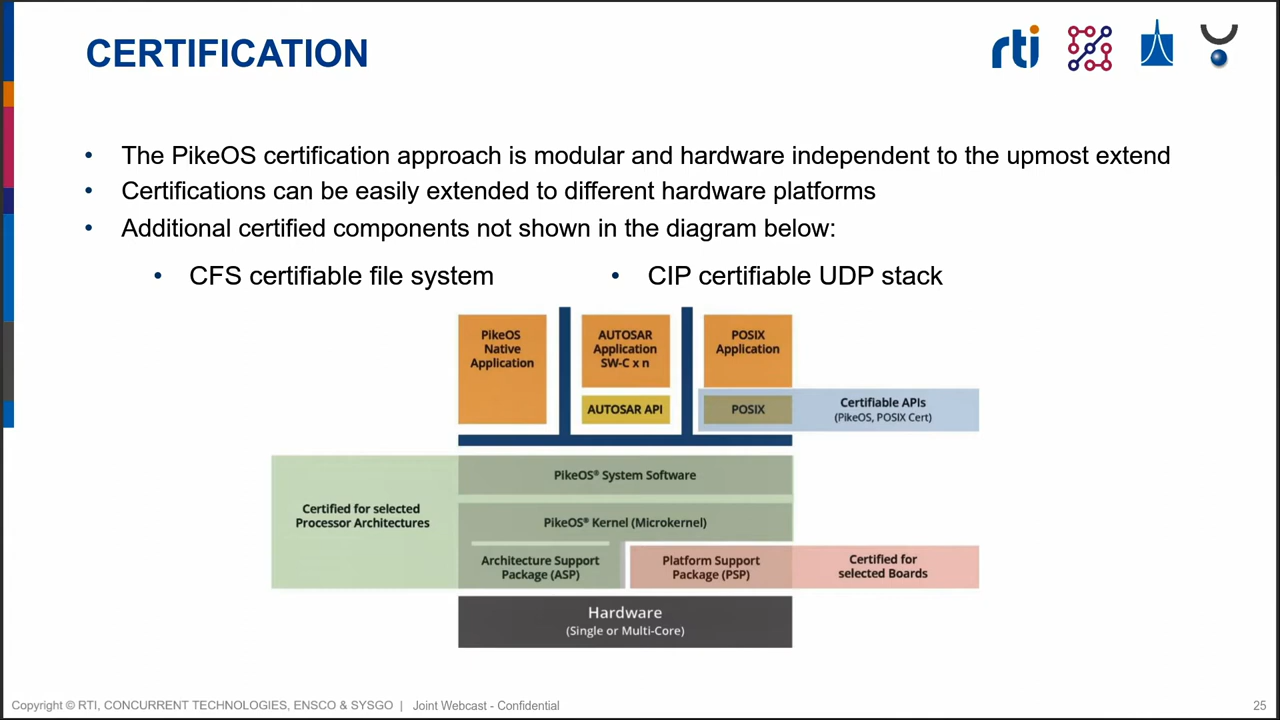 CERTIFICATION
rti
• The PikeOS certification approach is modular and hardware independent to the upmost extend
• Certifications can be easily extended to different hardware platforms
• Additional certified components not shown in the diagram below:
• CFS certifiable file system
• CIP certifiable UDP stack
PikeOS
Native
Application
AUTOSAR
Application
SW-C x n
POSIX
Application
AUTOSAR API
POSIX
Certifiable APIs
(PikeOS, POSIX Cert)
PikeOS® System Software
Certified for selected
Processor Architectures
PikeOS® Kernel (Microkernel)
Architecture Support
Package (ASP)
Platform Support
Package (PSP)
Certified for
selected Boards
Hardware
(Single or Multi-Core)
Copyright © RTI, CONCURRENT TECHNOLOGIES, ENSCO & SYSGO | Joint Webcast - Confidential
25